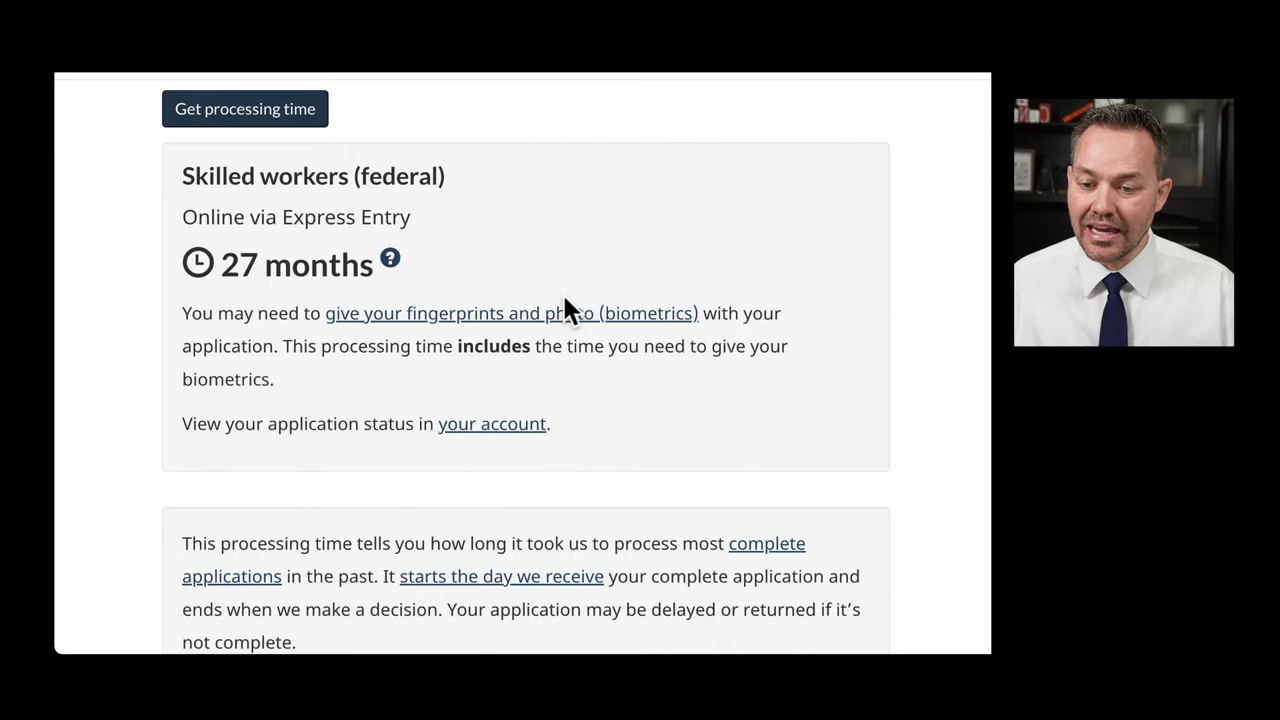 Get processing time
Skilled workers (federal)
Online via Express Entry
27 months ?
You may need to give your fingerprints and photo (biometrics) with your
application. This processing time includes the time you need to give your
biometrics.
View your application status in your account.
This processing time tells you how long it took us to process most complete
applications in the past. It starts the day we receive your complete application and
ends when we make a decision. Your application may be delayed or returned if it’s
not complete.